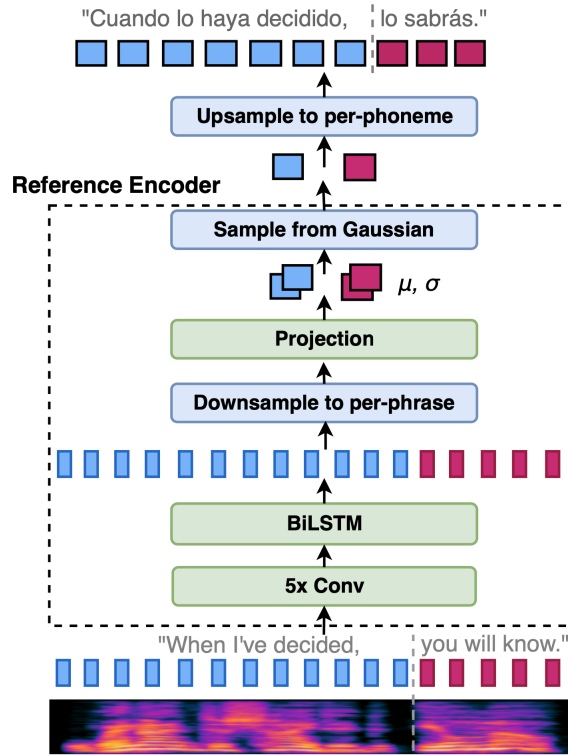 "Cuando lo haya decidido, lo sabrás."
Upsample to per-phoneme
Reference Encoder
Sample from Gaussian
μ, σ
Projection
Downsample to per-phrase
BiLSTM
5x Conv
"When I've decided, you will know."